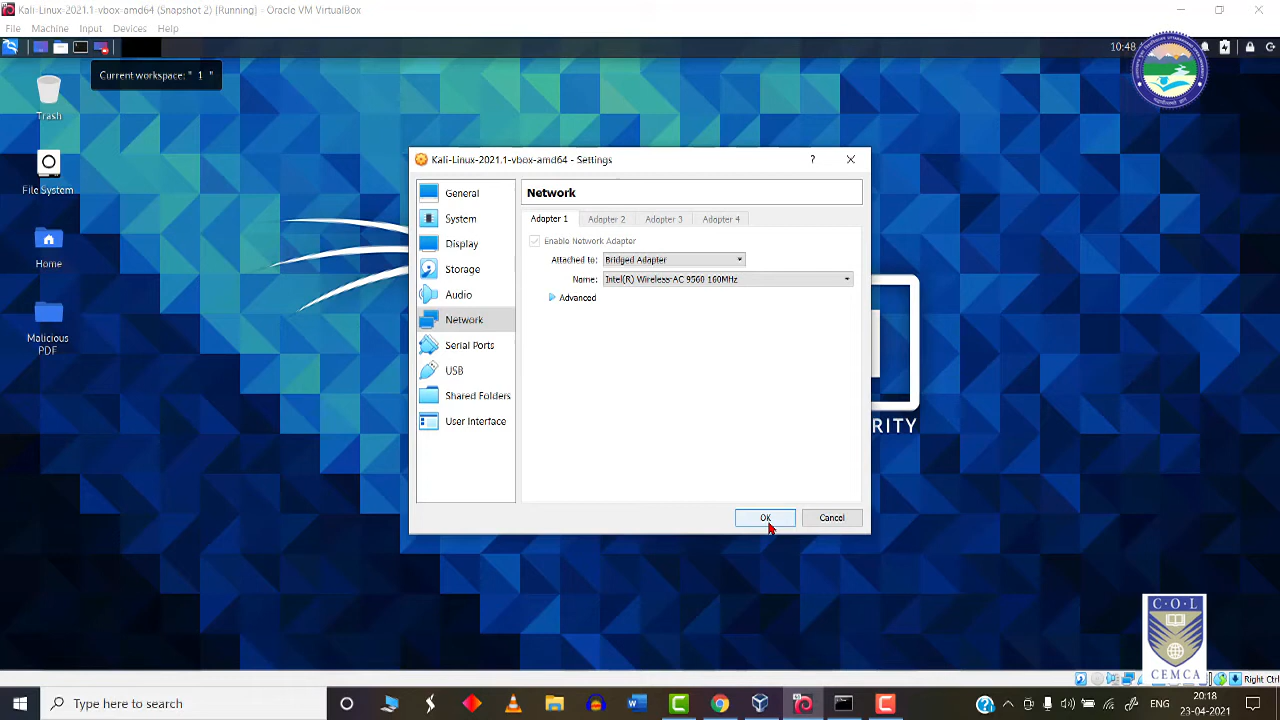 Kali-Linux-2021.1-vbox-amd64 (Snapshot 2) [Running] - Oracle VM VirtualBox
File Machine Input Devices Help
10:48
Current workspace: " 1 "
Trash
File System
Home
Malicious
PDF
Kali-Linux-2021.1-vbox-amd64 - Settings
?
General
System
Display
Storage
Audio
Network
Serial Ports
USB
Shared Folders
User Interface
Network
Adapter 1 Adapter 2 Adapter 3 Adapter 4
Enable Network Adapter
Attached to: Bridged Adapter
Name: Intel(R) Wireless-AC 9560 160MHz
Advanced
OK Cancel
RITY
C·O·L
CEMCA
Right Ctrl
Type here to search
ENG
20:18
23-04-2021